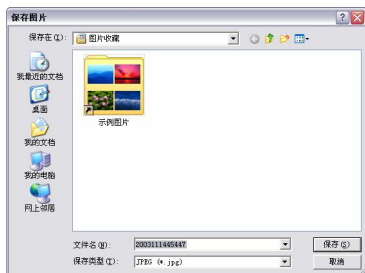 保存图片
保存在(I):
图片收藏
我最近的文档
桌面
示例图片
我的文档
我的电脑
网上邻居
文件名(N):
2003111445447
保存(S)
保存类型(T):
JPEG (*.jpg)
取消